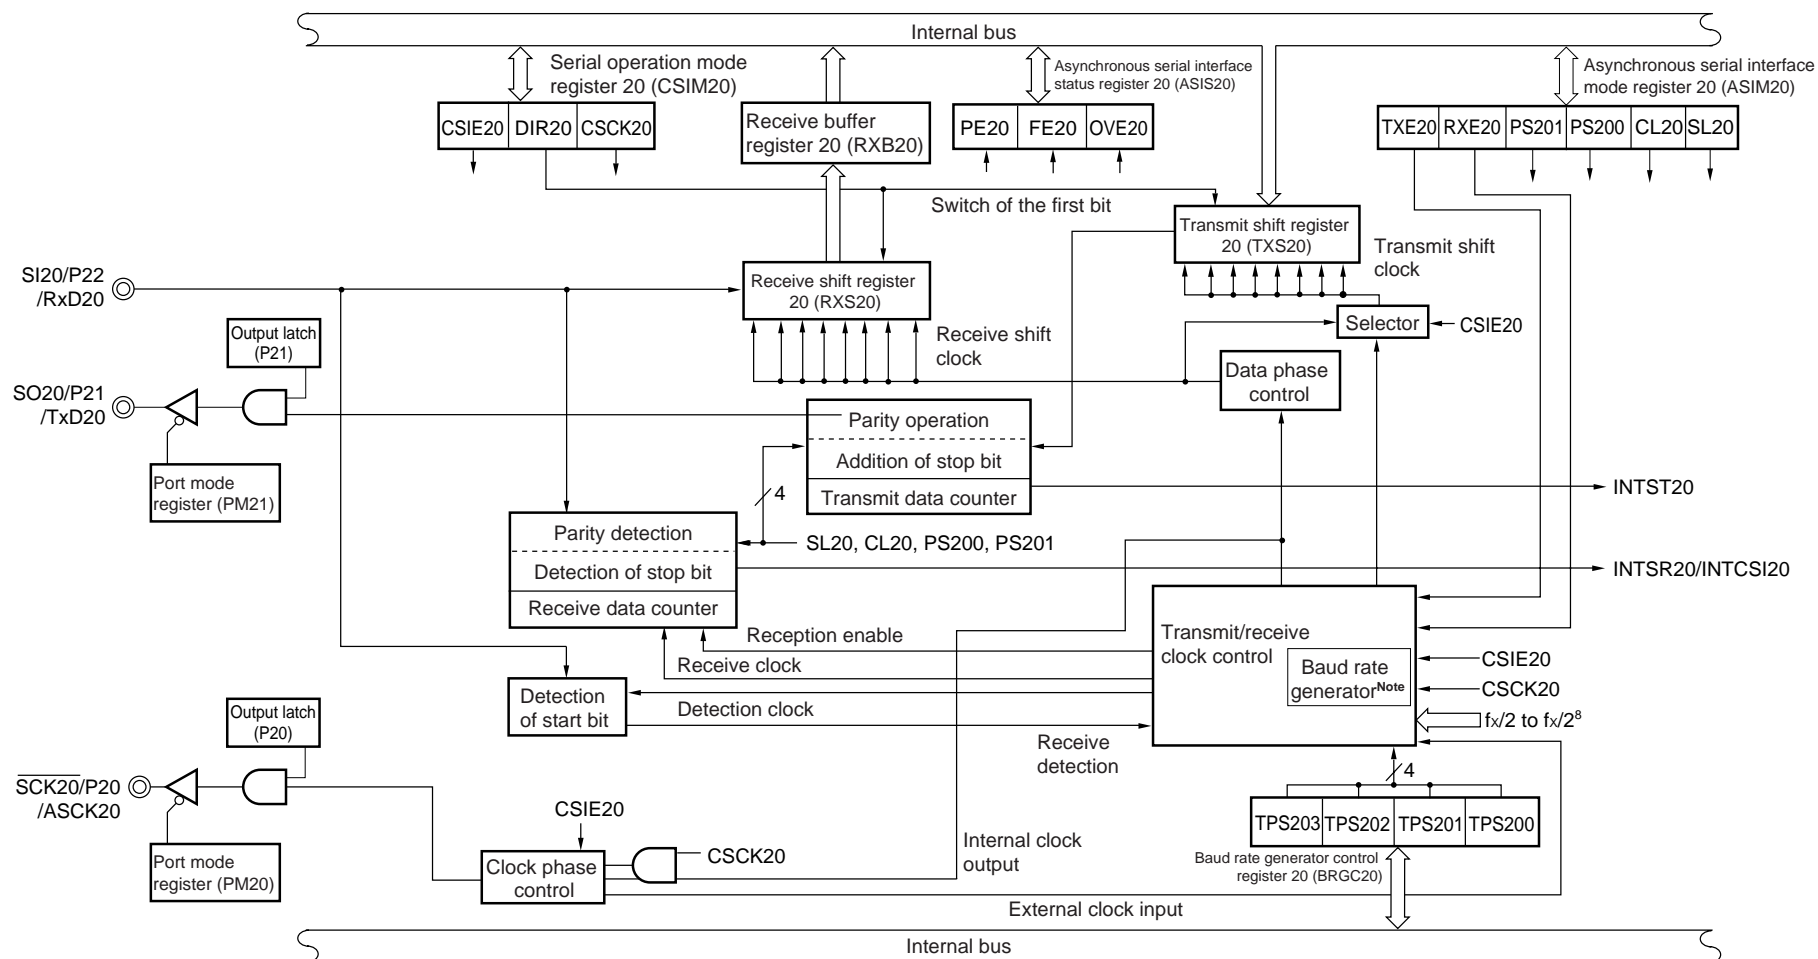 Internal bus
Serial operation mode
register 20 (CSIM20)
Asynchronous serial interface
status register 20 (ASIS20)
Asynchronous serial interface
mode register 20 (ASIM20)
CSIE20 DIR20 CSCK20
Receive buffer
register 20 (RXB20)
PE20 FE20 OVE20
TXE20 RXE20 PS201 PS200 CL20 SL20
Switch of the first bit
Transmit shift register
20 (TXS20)
Transmit shift
clock
SI20/P22
/RxD20
Receive shift register
20 (RXS20)
Selector
CSIE20
Output latch
(P21)
Receive shift
clock
Data phase
control
SO20/P21
/TxD20
Parity operation
Addition of stop bit
Transmit data counter
Port mode
register (PM21)
4
INTST20
Parity detection
Detection of stop bit
Receive data counter
SL20, CL20, PS200, PS201
INTSR20/INTCSI20
Reception enable
Receive clock
Transmit/receive
clock control
Baud rate
generatorNote
CSIE20
CSCK20
fX/2 to fX/2⁸
Detection
of start bit
Detection clock
Receive
detection
Output latch
(P20)
SCK20/P20
/ASCK20
4
TPS203 TPS202 TPS201 TPS200
CSIE20
CSCK20
Internal clock
output
Baud rate generator control
register 20 (BRGC20)
Port mode
register (PM20)
Clock phase
control
External clock input
Internal bus